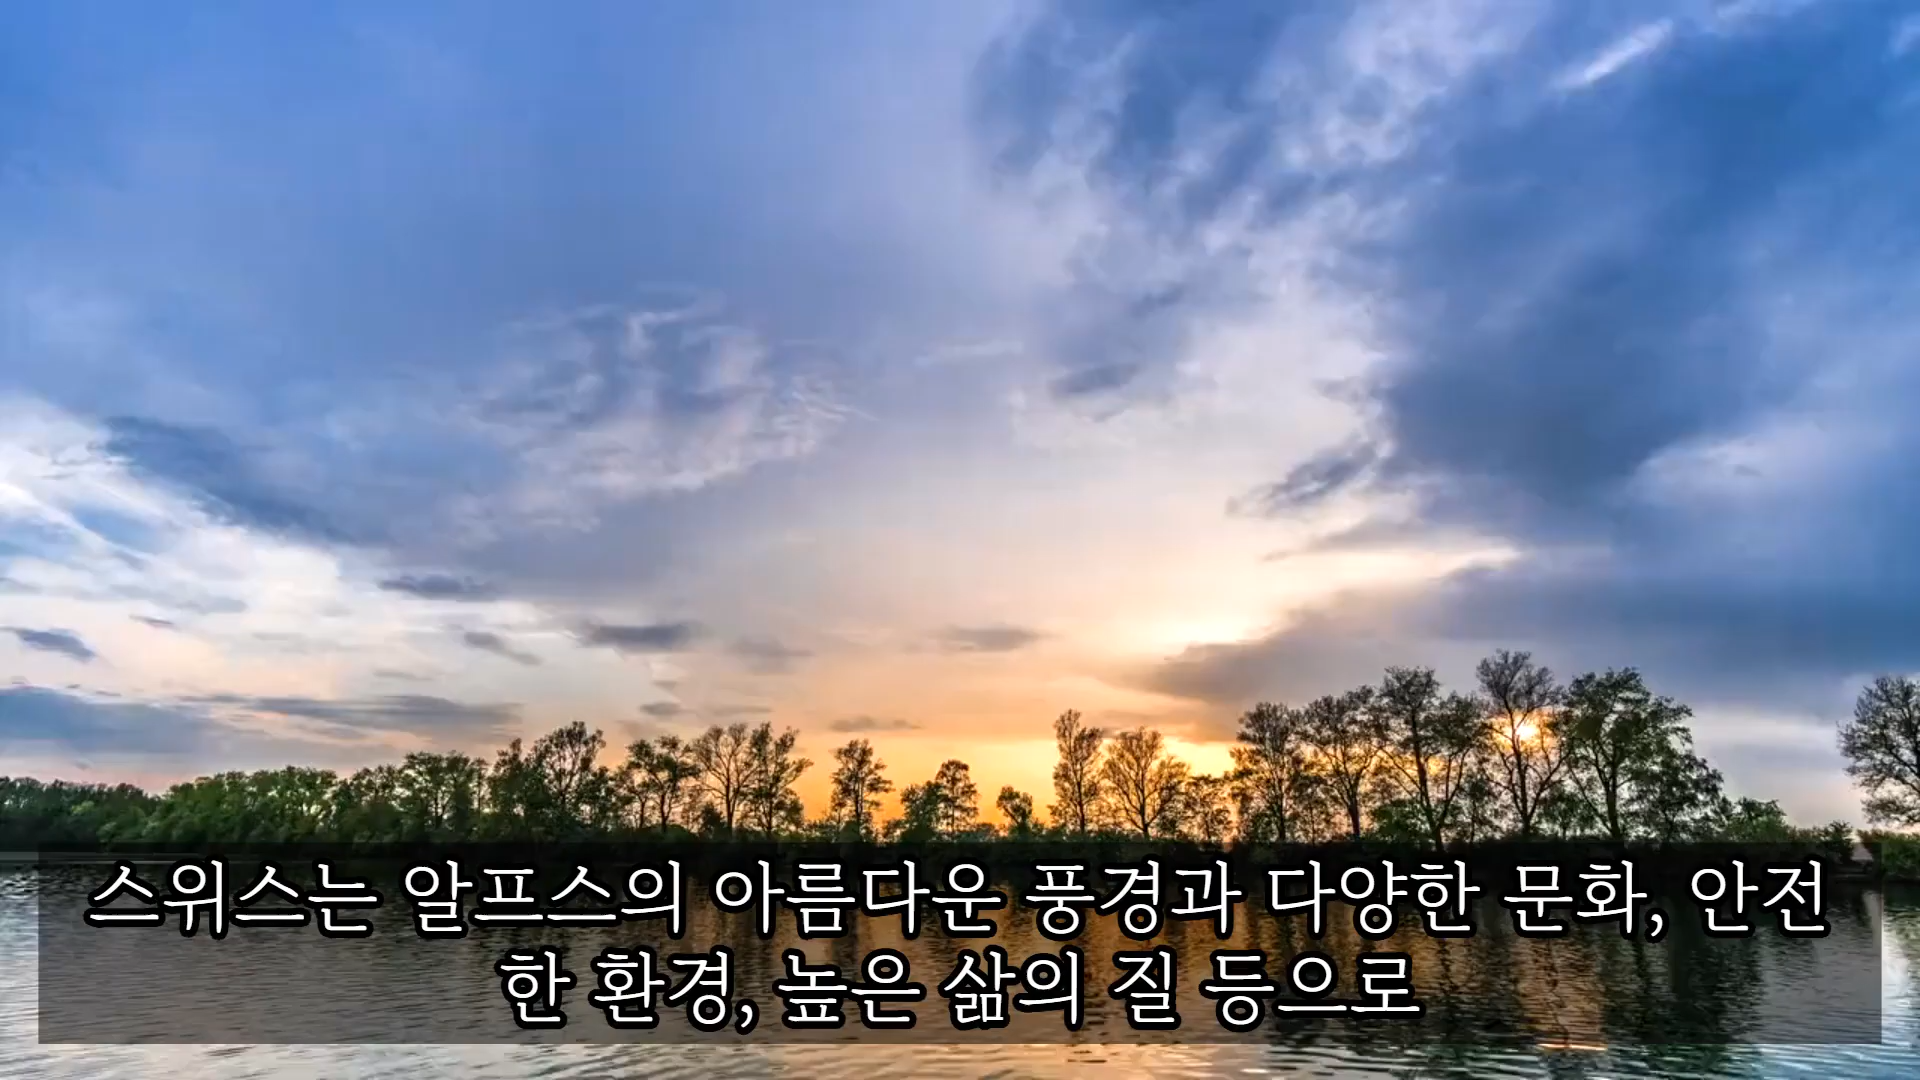 스위스는 알프스의 아름다운 풍경과 다양한 문화, 안전
한 환경, 높은 삶의 질 등으로